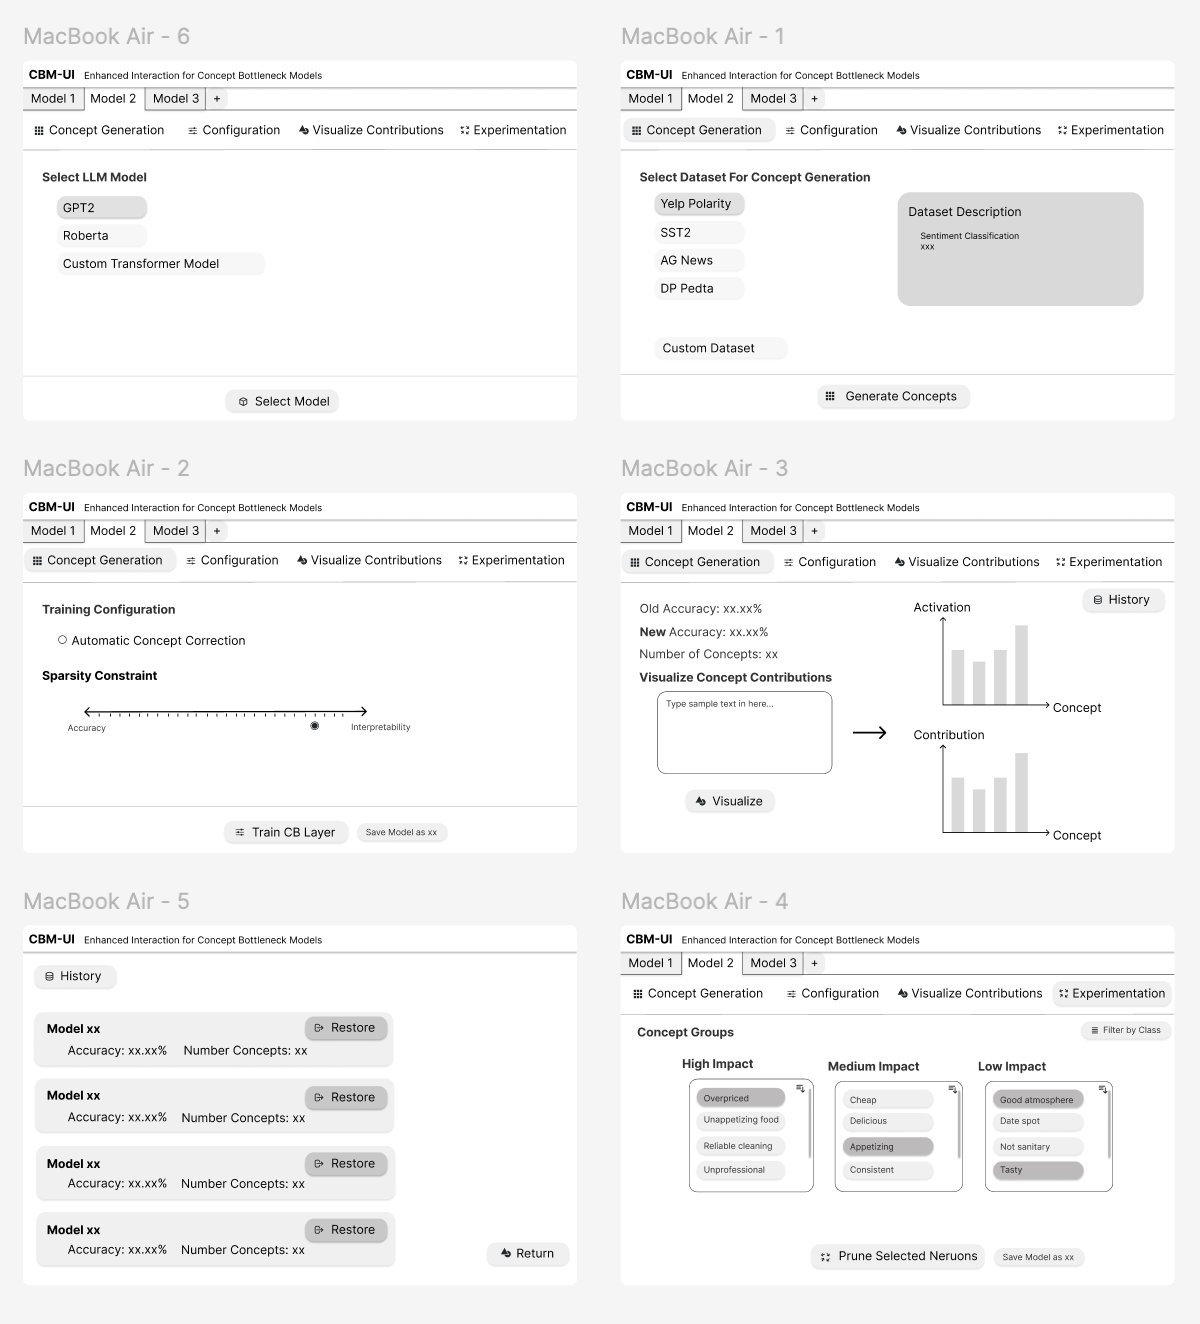 MacBook Air - 6
CBM-UI Enhanced Interaction for Concept Bottleneck Models
Model 1 Model 2 Model 3 +
Concept Generation Configuration Visualize Contributions Experimentation
Select LLM Model
GPT2
Roberta
Custom Transformer Model
Select Model
MacBook Air - 1
CBM-UI Enhanced Interaction for Concept Bottleneck Models
Model 1 Model 2 Model 3 +
Concept Generation Configuration Visualize Contributions Experimentation
Select Dataset For Concept Generation
Yelp Polarity
SST2
AG News
DP Pedta
Custom Dataset
Dataset Description
Sentiment Classification
xxx
Generate Concepts
MacBook Air - 2
CBM-UI Enhanced Interaction for Concept Bottleneck Models
Model 1 Model 2 Model 3 +
Concept Generation Configuration Visualize Contributions Experimentation
Training Configuration
Automatic Concept Correction
Sparsity Constraint
Accuracy Interpretability
Train CB Layer Save Model as xx
MacBook Air - 3
CBM-UI Enhanced Interaction for Concept Bottleneck Models
Model 1 Model 2 Model 3 +
Concept Generation Configuration Visualize Contributions Experimentation
History
Old Accuracy: xx.xx%
New Accuracy: xx.xx%
Number of Concepts: xx
Visualize Concept Contributions
Type sample text in here...
Visualize
Activation
Concept
Contribution
Concept
MacBook Air - 5
CBM-UI Enhanced Interaction for Concept Bottleneck Models
History
Model xx Restore
Accuracy: xx.xx% Number Concepts: xx
Model xx Restore
Accuracy: xx.xx% Number Concepts: xx
Model xx Restore
Accuracy: xx.xx% Number Concepts: xx
Model xx Restore
Accuracy: xx.xx% Number Concepts: xx
Return
MacBook Air - 4
CBM-UI Enhanced Interaction for Concept Bottleneck Models
Model 1 Model 2 Model 3 +
Concept Generation Configuration Visualize Contributions Experimentation
Concept Groups
Filter by Class
High Impact
Overpriced
Unappetizing food
Reliable cleaning
Unprofessional
Medium Impact
Cheap
Delicious
Appetizing
Consistent
Low Impact
Good atmosphere
Date spot
Not sanitary
Tasty
Prune Selected Neruons Save Model as xx